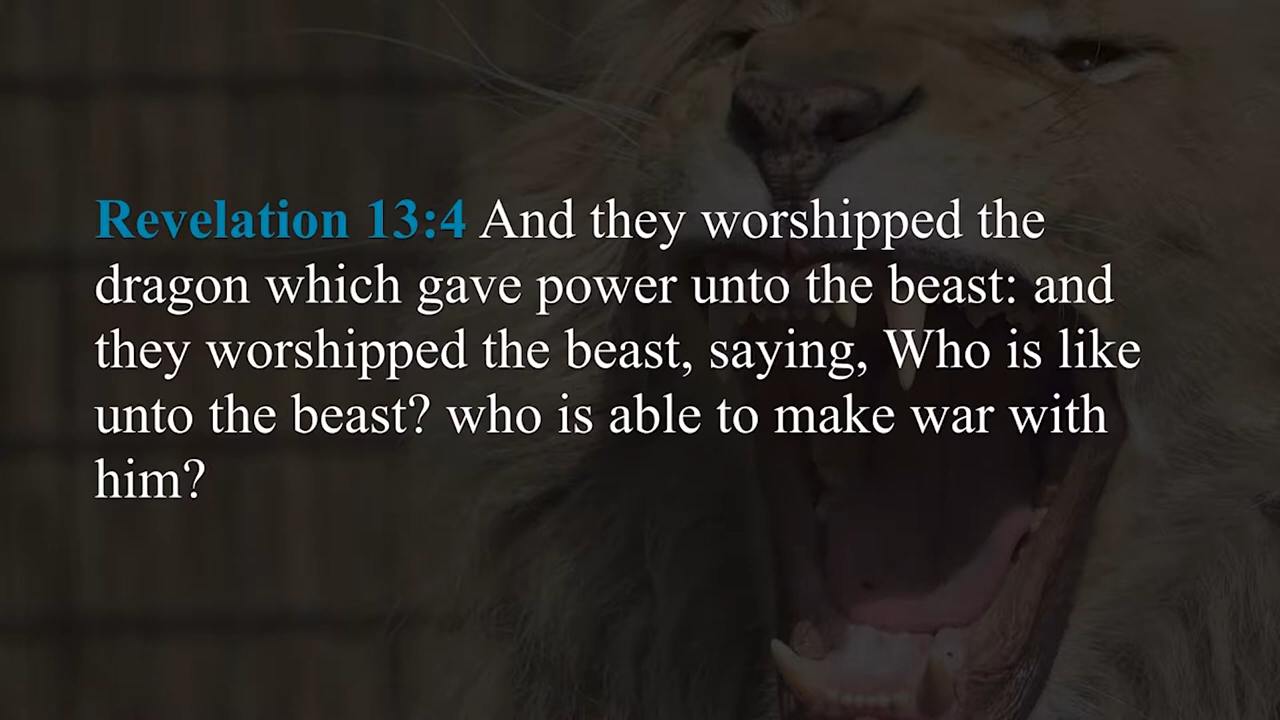 Revelation 13:4 And they worshipped the
dragon which gave power unto the beast: and
they worshipped the beast, saying, Who is like
unto the beast? who is able to make war with
him?